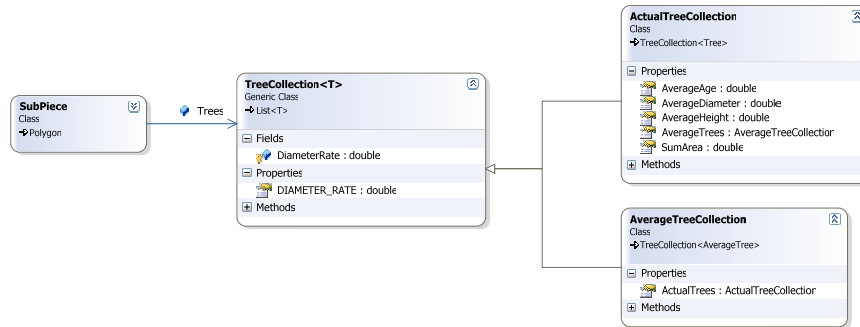 SubPiece
Class
Polygon
Trees
TreeCollection<T>
Generic Class
List<T>
Fields
DiameterRate : double
Properties
DIAMETER_RATE : double
Methods
ActualTreeCollection
Class
TreeCollection<Tree>
Properties
AverageAge : double
AverageDiameter : double
AverageHeight : double
AverageTrees : AverageTreeCollection
SumArea : double
Methods
AverageTreeCollection
Class
TreeCollection<AverageTree>
Properties
ActualTrees : ActualTreeCollection
Methods